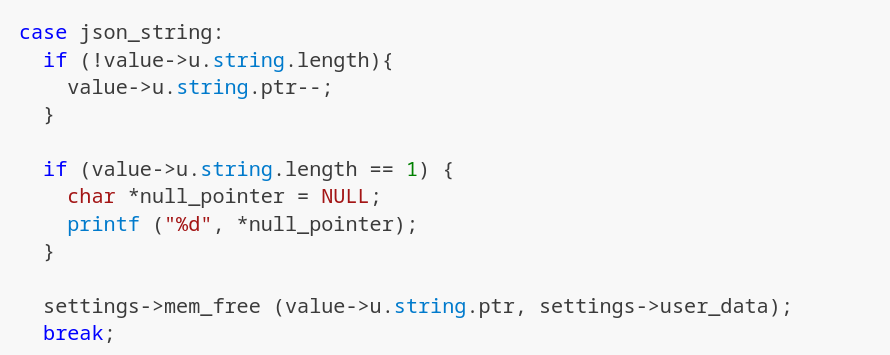 case json_string:
  if (!value->u.string.length){
    value->u.string.ptr--;
  }

  if (value->u.string.length == 1) {
    char *null_pointer = NULL;
    printf ("%d", *null_pointer);
  }

  settings->mem_free (value->u.string.ptr, settings->user_data);
  break;